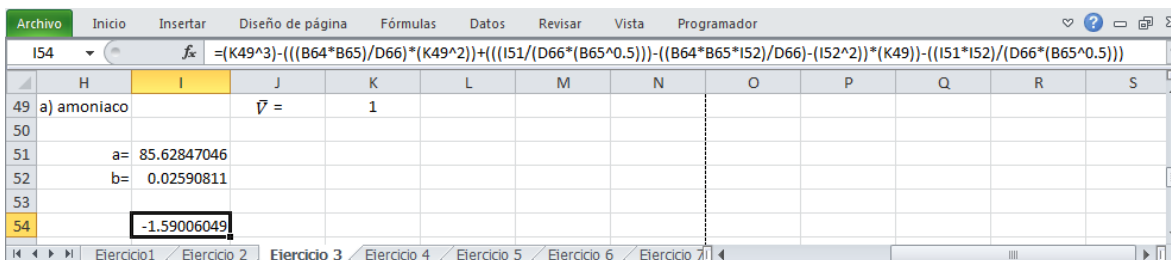 Archivo Inicio Insertar Diseño de página Fórmulas Datos Revisar Vista Programador
I54 fx =(K49^3)-(((B64*B65)/D66)*(K49^2))+(((I51/(D66*(B65^0.5)))-((B64*B65*I52)/D66)-(I52^2))*(K49))-((I51*I52)/(D66*(B65^0.5)))
H I J K L M N O P Q R S
49 a) amoniaco V̄ = 1
50
51 a= 85.62847046
52 b= 0.02590811
53
54 -1.59006049
Ejercicio1 Ejercicio 2 Ejercicio 3 Ejercicio 4 Ejercicio 5 Ejercicio 6 Ejercicio 7